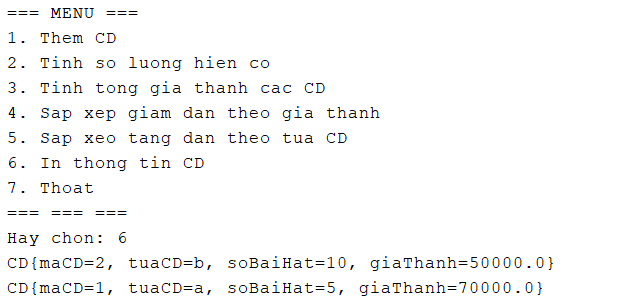 === MENU ===
1. Them CD
2. Tinh so luong hien co
3. Tinh tong gia thanh cac CD
4. Sap xep giam dan theo gia thanh
5. Sap xeo tang dan theo tua CD
6. In thong tin CD
7. Thoat
=== === ===
Hay chon: 6
CD{maCD=2, tuaCD=b, soBaiHat=10, giaThanh=50000.0}
CD{maCD=1, tuaCD=a, soBaiHat=5, giaThanh=70000.0}